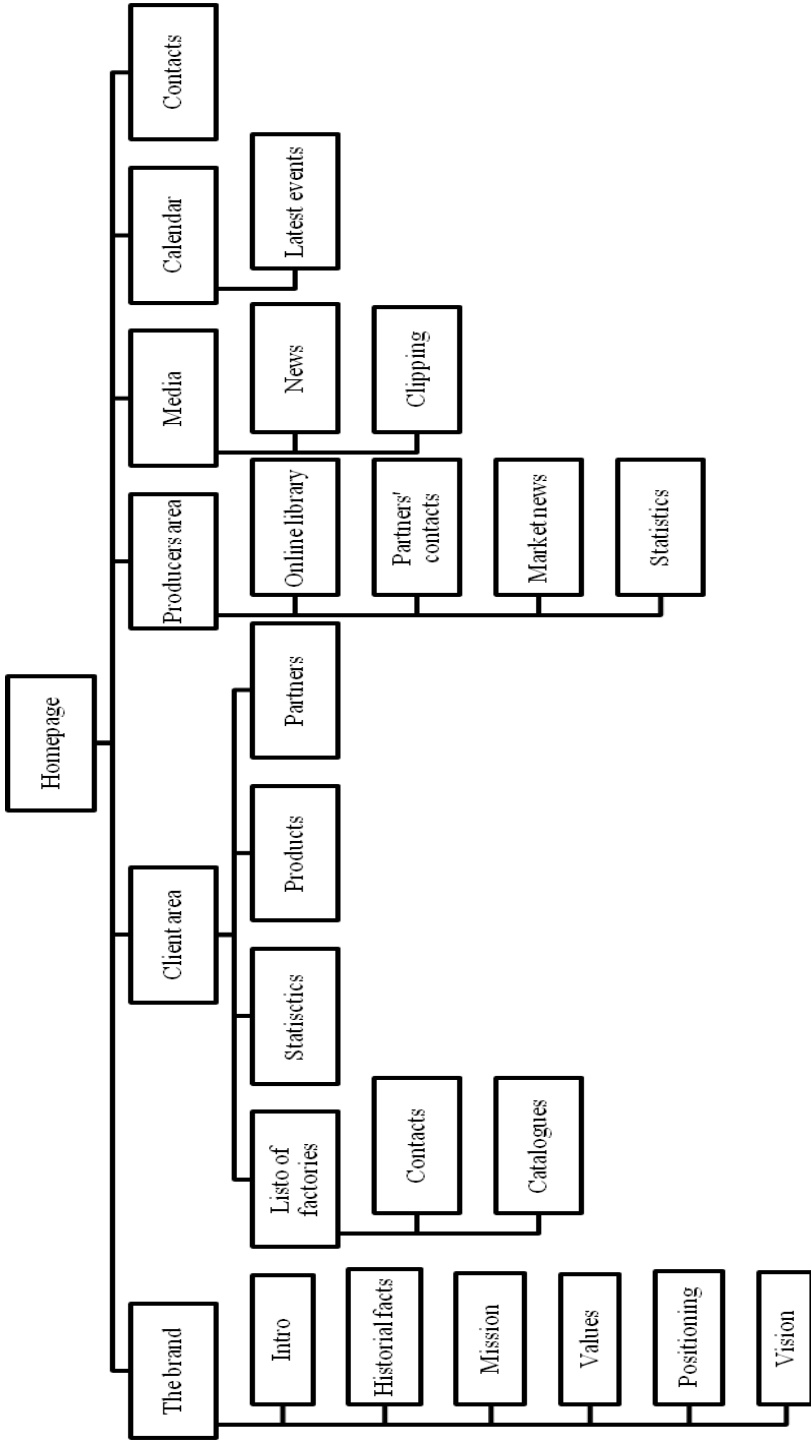 Homepage
The brand
Intro
Historial facts
Mission
Values
Positioning
Vision
Client area
Listo of
factories
Contacts
Catalogues
Statisctics
Products
Partners
Producers area
Online library
Partners'
contacts
Market news
Statistics
Media
News
Clipping
Calendar
Latest events
Contacts